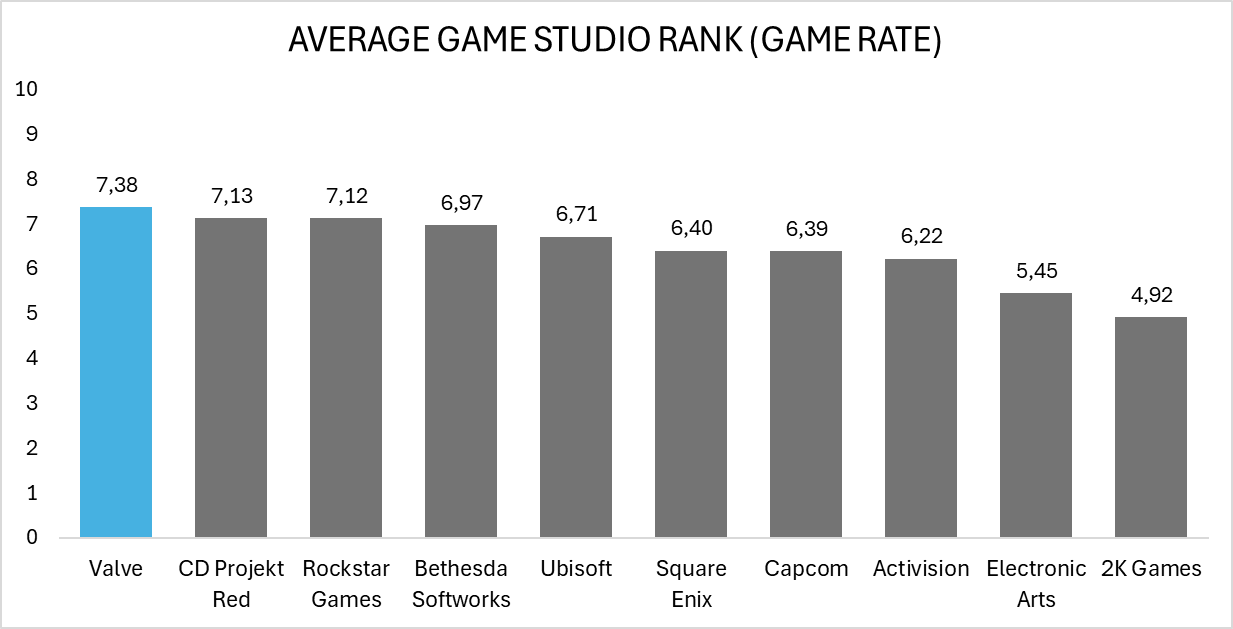 AVERAGE GAME STUDIO RANK (GAME RATE)
10
9
8
7
6
5
4
3
2
1
0
7,38
7,13
7,12
6,97
6,71
6,40
6,39
6,22
5,45
4,92
Valve
CD Projekt
Red
Rockstar
Games
Bethesda
Softworks
Ubisoft
Square
Enix
Capcom
Activision
Electronic
Arts
2K Games